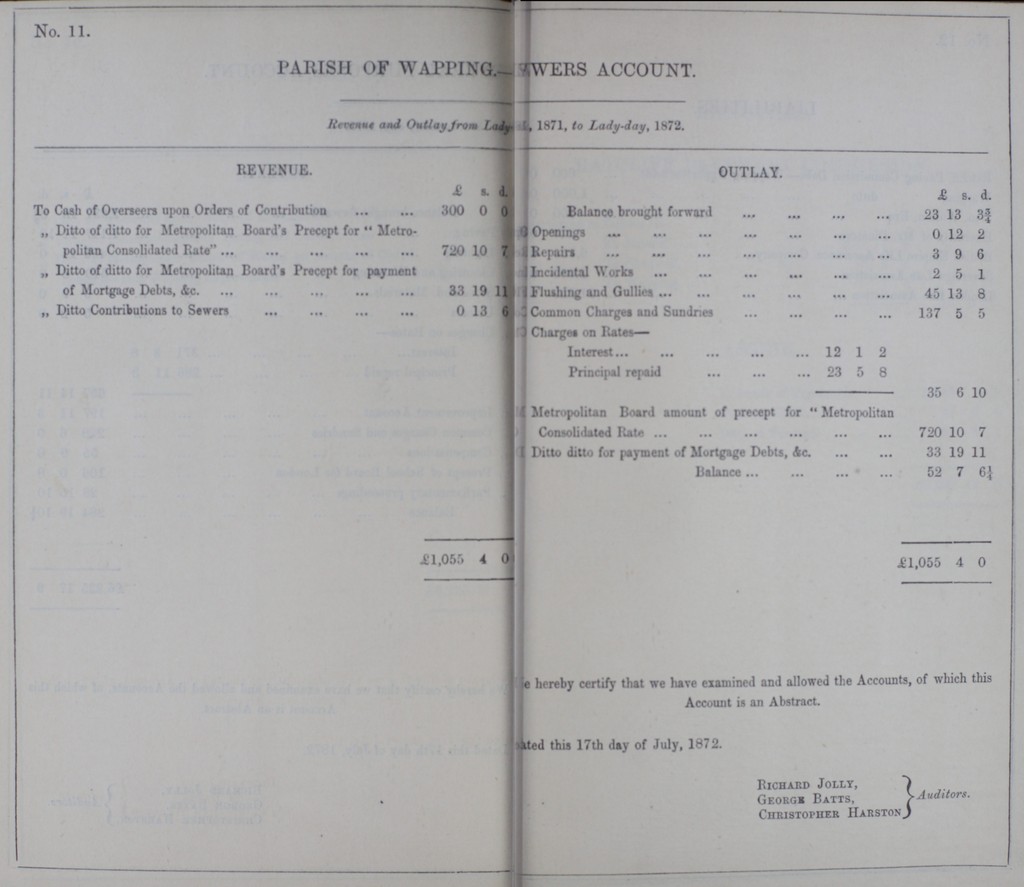 No. 11.
PARISH OF WAPPING.— WERS ACCOUNT.
Revenue and Outlay from Lady , 1871, to Lady-day, 1872.
REVENUE.
£ s. d.
To Cash of Overseers upon Orders of Contribution ... ... 300 0 0
„ Ditto of ditto for Metropolitan Board's Precept for " Metro-
politan Consolidated Rate" ... ... ... ... ... ... 720 10 7
„ Ditto of ditto for Metropolitan Board's Precept for payment
of Mortgage Debts, &c. ... ... ... ... ... ... 33 19 11
„ Ditto Contributions to Sewers ... ... ... ... ... 0 13 6
£1,055 4 0
OUTLAY.
£ s. d.
Balance brought forward ... ... ... ... 23 13 3¾
Openings ... ... ... ... ... ... ... 0 12 2
Repairs ... ... ... ... ... ... ... 3 9 6
Incidental Works ... ... ... ... ... ... 2 5 1
Flushing and Gullies ... ... ... ... ... ... 45 13 8
Common Charges and Sundries ... ... ... ... 137 5 5
Charges on Rates—
Interest ... ... ... ... ... 12 1 2
Principal repaid ... ... ... 23 5 8
35 6 10
Metropolitan Board amount of precept for " Metropolitan
Consolidated Rate ... ... ... ... ... ... 720 10 7
Ditto ditto for payment of Mortgage Debts, &c. ... ... 33 19 11
Balance ... ... ... ... 52 7 6¼
£1,055 4 0
e hereby certify that we have examined and allowed the Accounts, of which this
Account is an Abstract.
ated this 17th day of July, 1872.
RICHARD JOLLY,
GEORGE BATTS,
CHRISTOPHER HARSTON
Auditors.